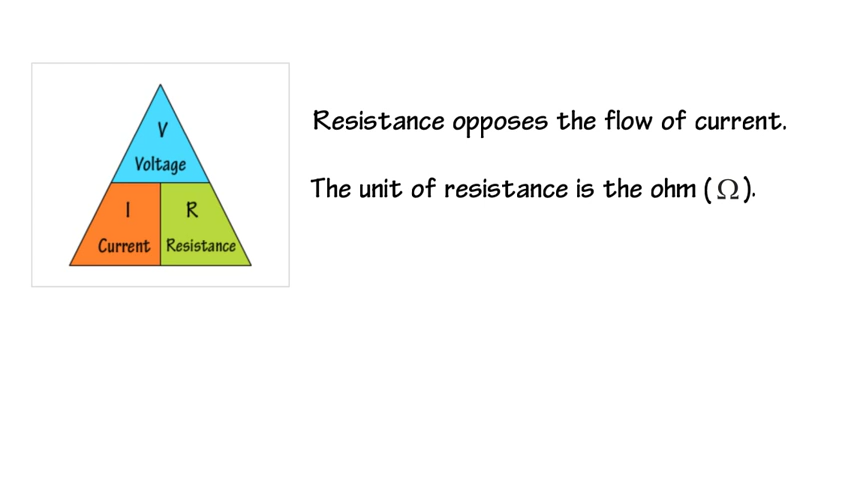 V
Voltage
I
Current
R
Resistance
Resistance opposes the flow of current.
The unit of resistance is the ohm (Ω).